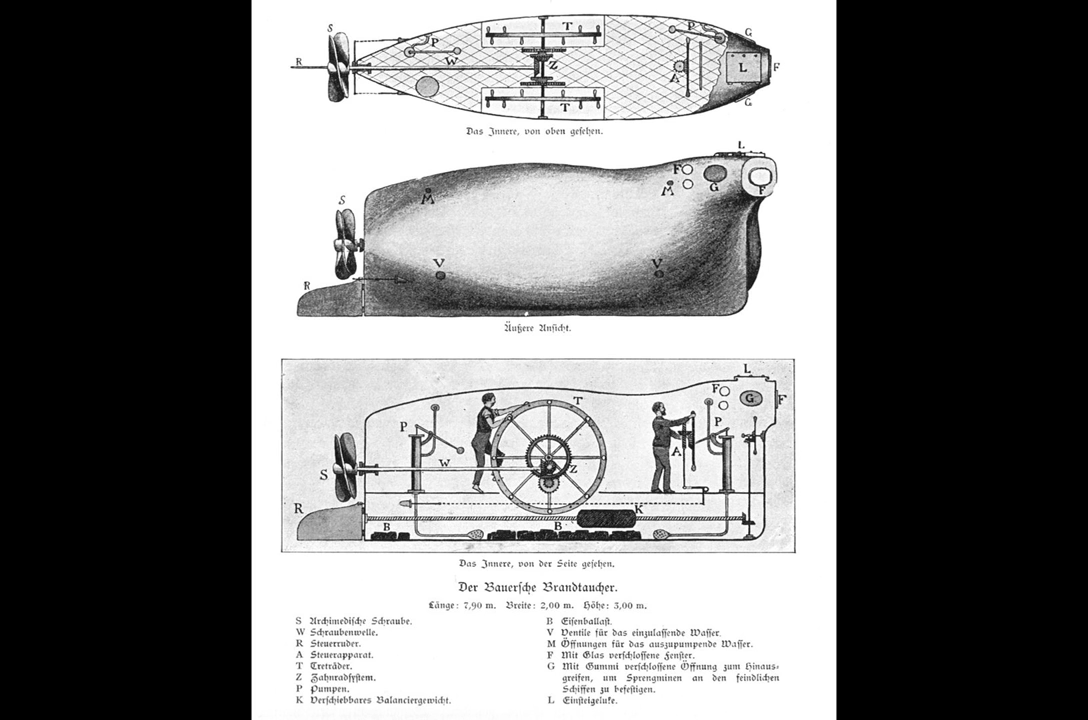 S
P
T
P
G
R
W
Z
A
L
F
T
G
Das Innere, von oben gesehen.
L
S
M
M
F
G
F
V
V
R
Äußere Ansicht.
L
T
F
G
F
P
P
A
W
Z
S
R
K
B
B
Das Innere, von der Seite gesehen.
Der Bauersche Brandtaucher.
Länge: 7,90 m. Breite: 2,00 m. Höhe: 3,00 m.
S Archimedische Schraube.
W Schraubenwelle.
R Steuerruder.
A Steuerapparat.
T Treträder.
Z Zahnradsystem.
P Pumpen.
K Verschiebbares Balanciergewicht.
B Eisenballast.
V Ventile für das einzulassende Wasser.
M Öffnungen für das auszupumpende Wasser.
F Mit Glas verschlossene Fenster.
G Mit Gummi verschlossene Öffnung zum Hinaus-
greifen, um Sprengminen an den feindlichen
Schiffen zu befestigen.
L Einsteigeluke.